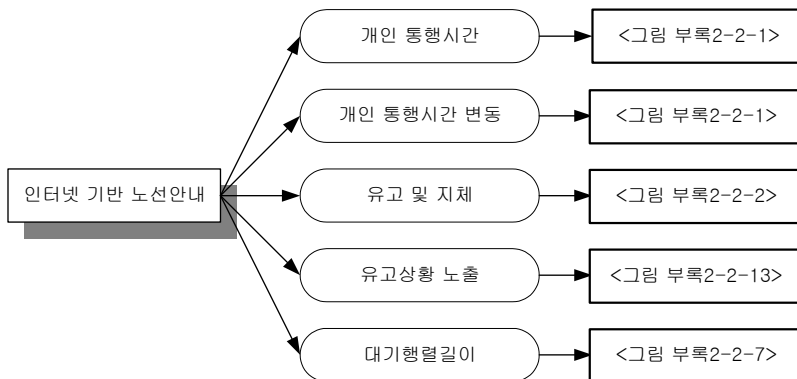 개인 통행시간
<그림 부록2-2-1>
개인 통행시간 변동
<그림 부록2-2-1>
인터넷 기반 노선안내
유고 및 지체
<그림 부록2-2-2>
유고상황 노출
<그림 부록2-2-13>
대기행렬길이
<그림 부록2-2-7>